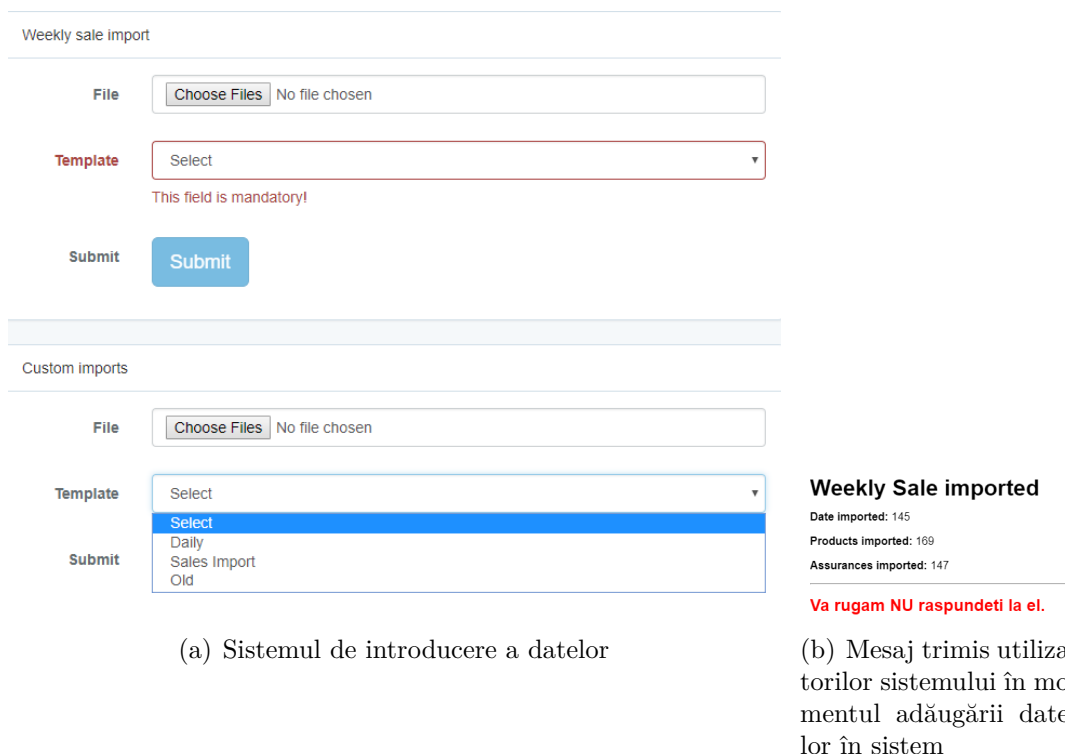 Weekly sale import
File
Choose Files No file chosen
Template
Select
This field is mandatory!
Submit
Submit
Custom imports
File
Choose Files No file chosen
Template
Select
Select
Daily
Sales Import
Old
Submit
(a) Sistemul de introducere a datelor
Weekly Sale imported
Date imported: 145
Products imported: 169
Assurances imported: 147
Va rugam NU raspundeti la el.
(b) Mesaj trimis utiliza
torilor sistemului în mo
mentul adăugării date
lor în sistem